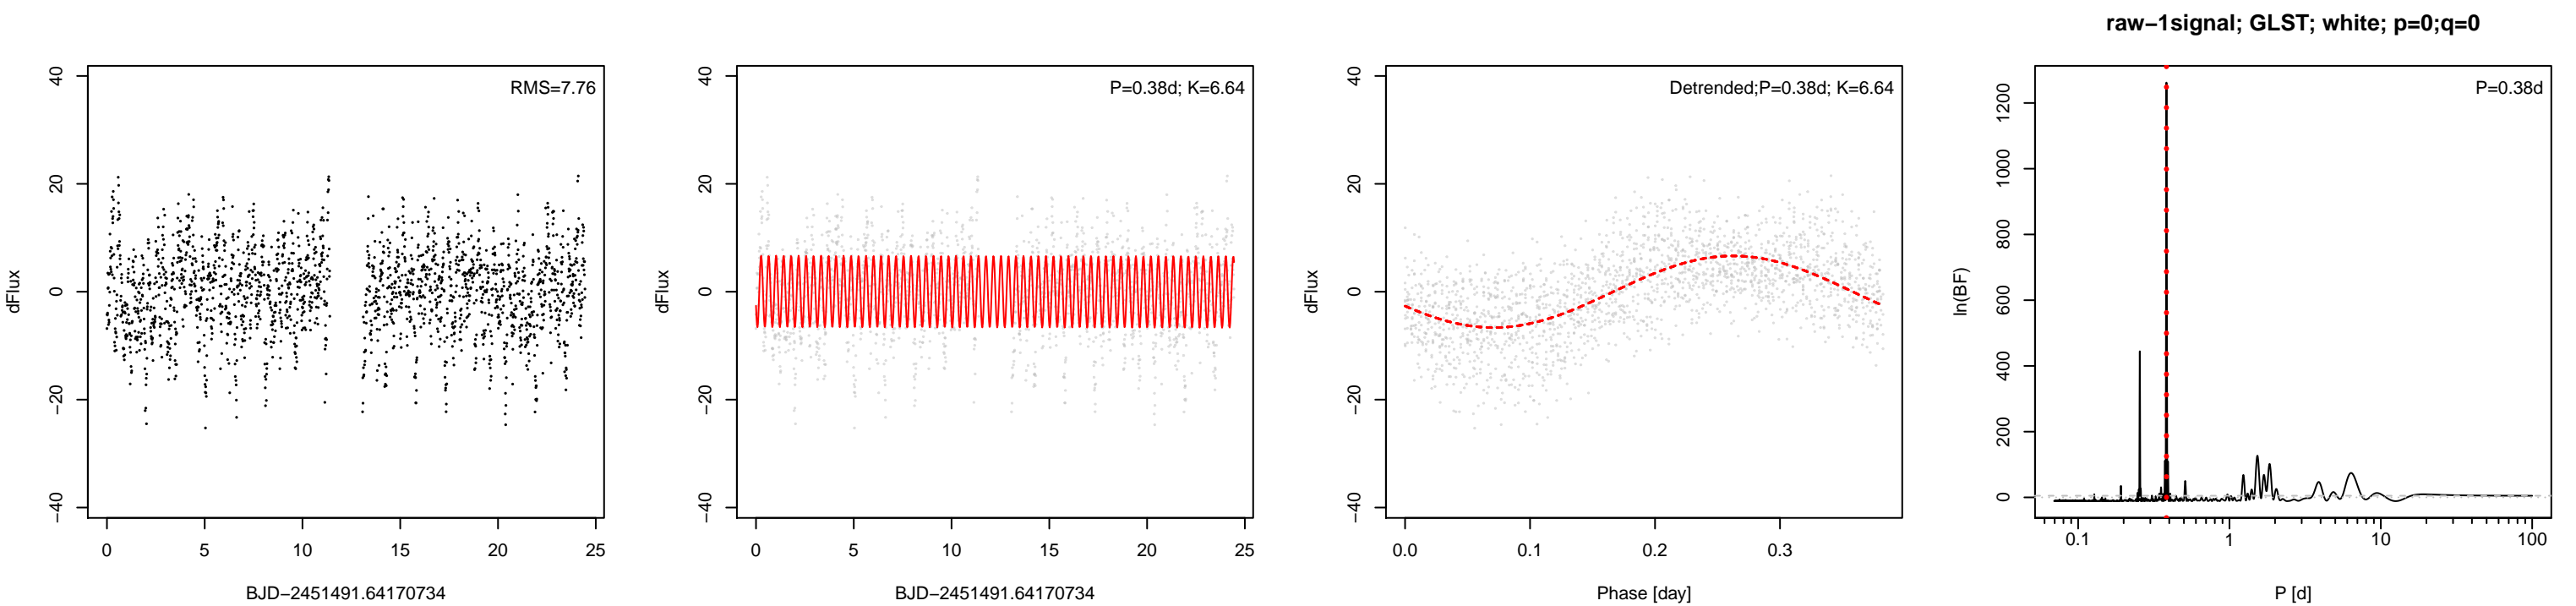 raw−1signal; GLST; white; p=0;q=0
RMS=7.76
dFlux
40
20
0
−20
−40
0 5 10 15 20 25
BJD−2451491.64170734
P=0.38d; K=6.64
dFlux
40
20
0
−20
−40
0 5 10 15 20 25
BJD−2451491.64170734
Detrended;P=0.38d; K=6.64
dFlux
40
20
0
−20
−40
0.0 0.1 0.2 0.3
Phase [day]
P=0.38d
ln(BF)
1200
1000
800
600
400
200
0
0.1 1 10 100
P [d]